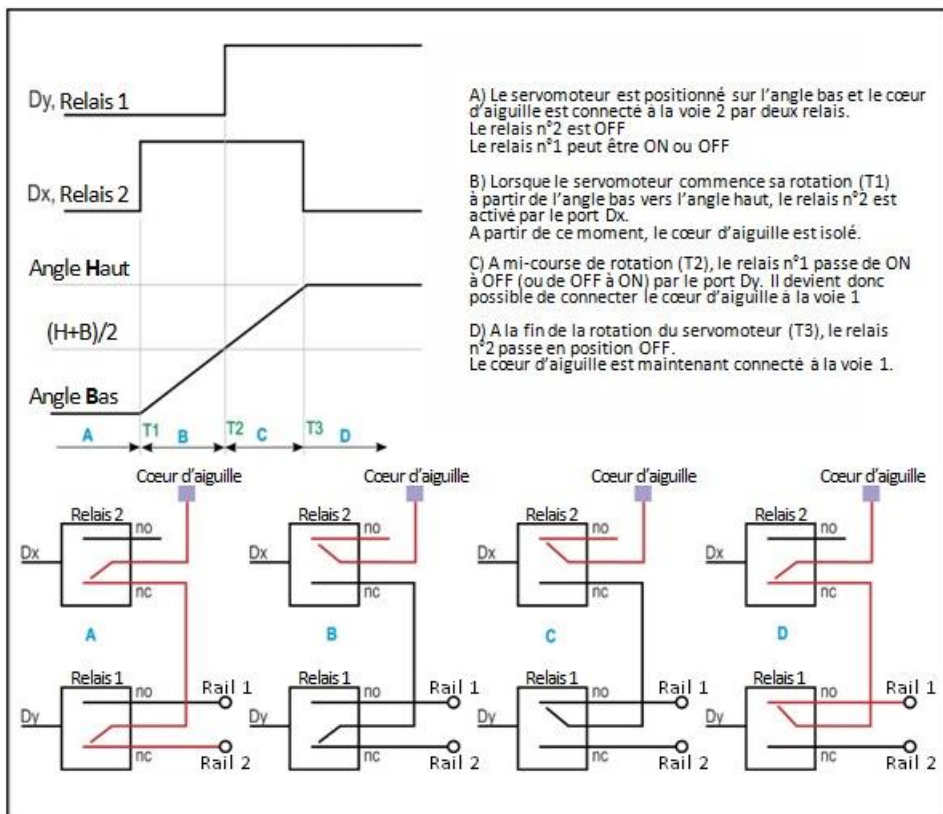 Dy, Relais 1
Dx, Relais 2
Angle Haut
(H+B)/2
Angle Bas
A T1 B T2 C T3 D
A) Le servomoteur est positionné sur l'angle bas et le cœur
d'aiguille est connecté à la voie 2 par deux relais.
Le relais n°2 est OFF
Le relais n°1 peut être ON ou OFF
B) Lorsque le servomoteur commence sa rotation (T1)
à partir de l'angle bas vers l'angle haut, le relais n°2 est
activé par le port Dx.
A partir de ce moment, le cœur d'aiguille est isolé.
C) A mi-course de rotation (T2), le relais n°1 passe de ON
à OFF (ou de OFF à ON) par le port Dy. Il devient donc
possible de connecter le cœur d'aiguille à la voie 1
D) A la fin de la rotation du servomoteur (T3), le relais
n°2 passe en position OFF.
Le cœur d'aiguille est maintenant connecté à la voie 1.
Cœur d'aiguille
Relais 2
no
Dx
nc
A
Relais 1
no
Rail 1
Dy
nc
Rail 2
Cœur d'aiguille
Relais 2
no
Dx
nc
B
Relais 1
no
Rail 1
Dy
nc
Rail 2
Cœur d'aiguille
Relais 2
no
Dx
nc
C
Relais 1
no
Rail 1
Dy
nc
Rail 2
Cœur d'aiguille
Relais 2
no
Dx
nc
D
Relais 1
no
Rail 1
Dy
nc
Rail 2